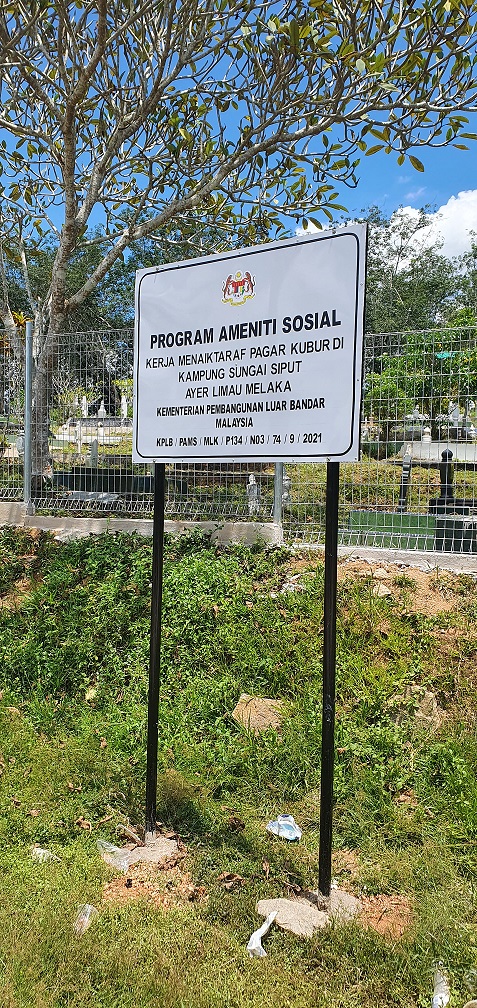 PROGRAM AMENITI SOSIAL
KERJA MENAIKTARAF PAGAR KUBUR DI
KAMPUNG SUNGAI SIPUT
AYER LIMAU MELAKA
KEMENTERIAN PEMBANGUNAN LUAR BANDAR
MALAYSIA
KPLB / PAMS / MLK / P134 / N03 / 74 / 9 / 2021